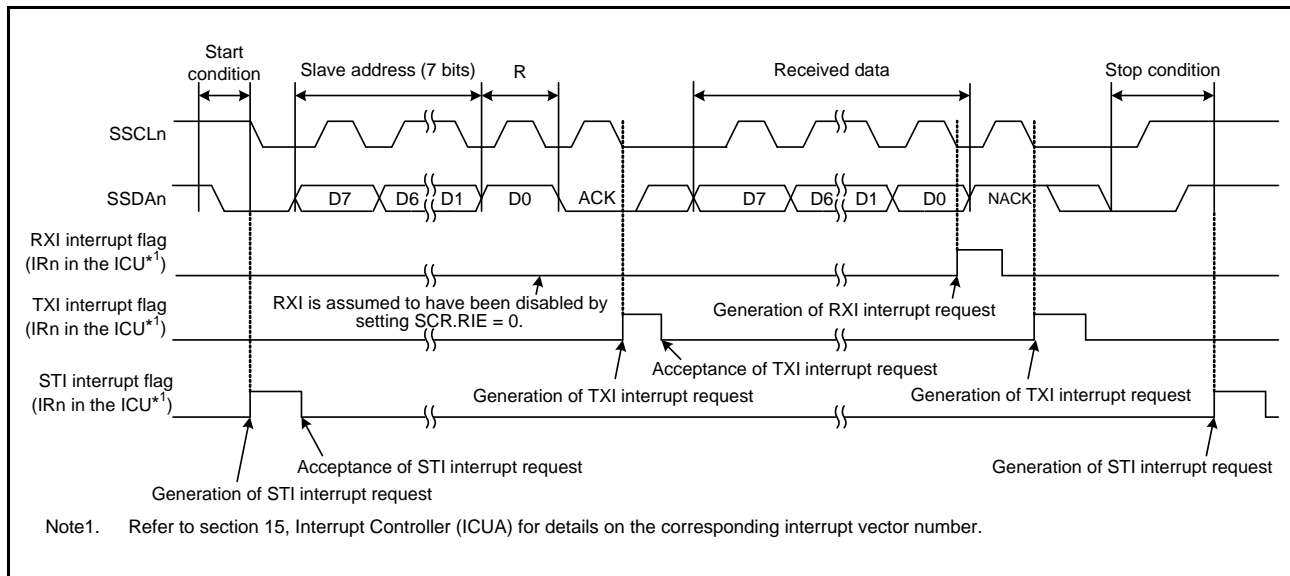 Start
condition
Slave address (7 bits)
R
Received data
Stop condition
SSCLn
SSDAn
D7
D6
D1
D0
ACK
D7
D6
D1
D0
NACK
RXI interrupt flag
(IRn in the ICU*1)
RXI is assumed to have been disabled by
setting SCR.RIE = 0.
Generation of RXI interrupt request
TXI interrupt flag
(IRn in the ICU*1)
Acceptance of TXI interrupt request
Generation of TXI interrupt request
Generation of TXI interrupt request
STI interrupt flag
(IRn in the ICU*1)
Acceptance of STI interrupt request
Generation of STI interrupt request
Generation of STI interrupt request
Note1. Refer to section 15, Interrupt Controller (ICUA) for details on the corresponding interrupt vector number.